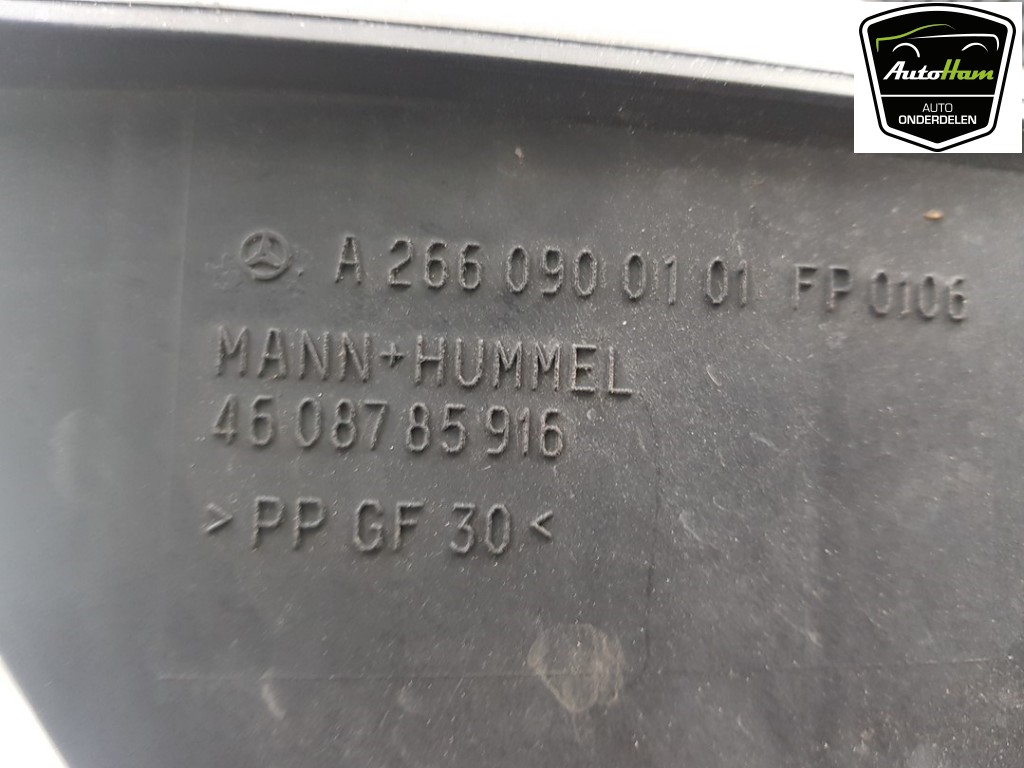 AutoHam
AUTO
ONDERDELEN
A 266 090 01 01 FP 0106
MANN+HUMMEL
46 087 85 916
> PP GF 30 <